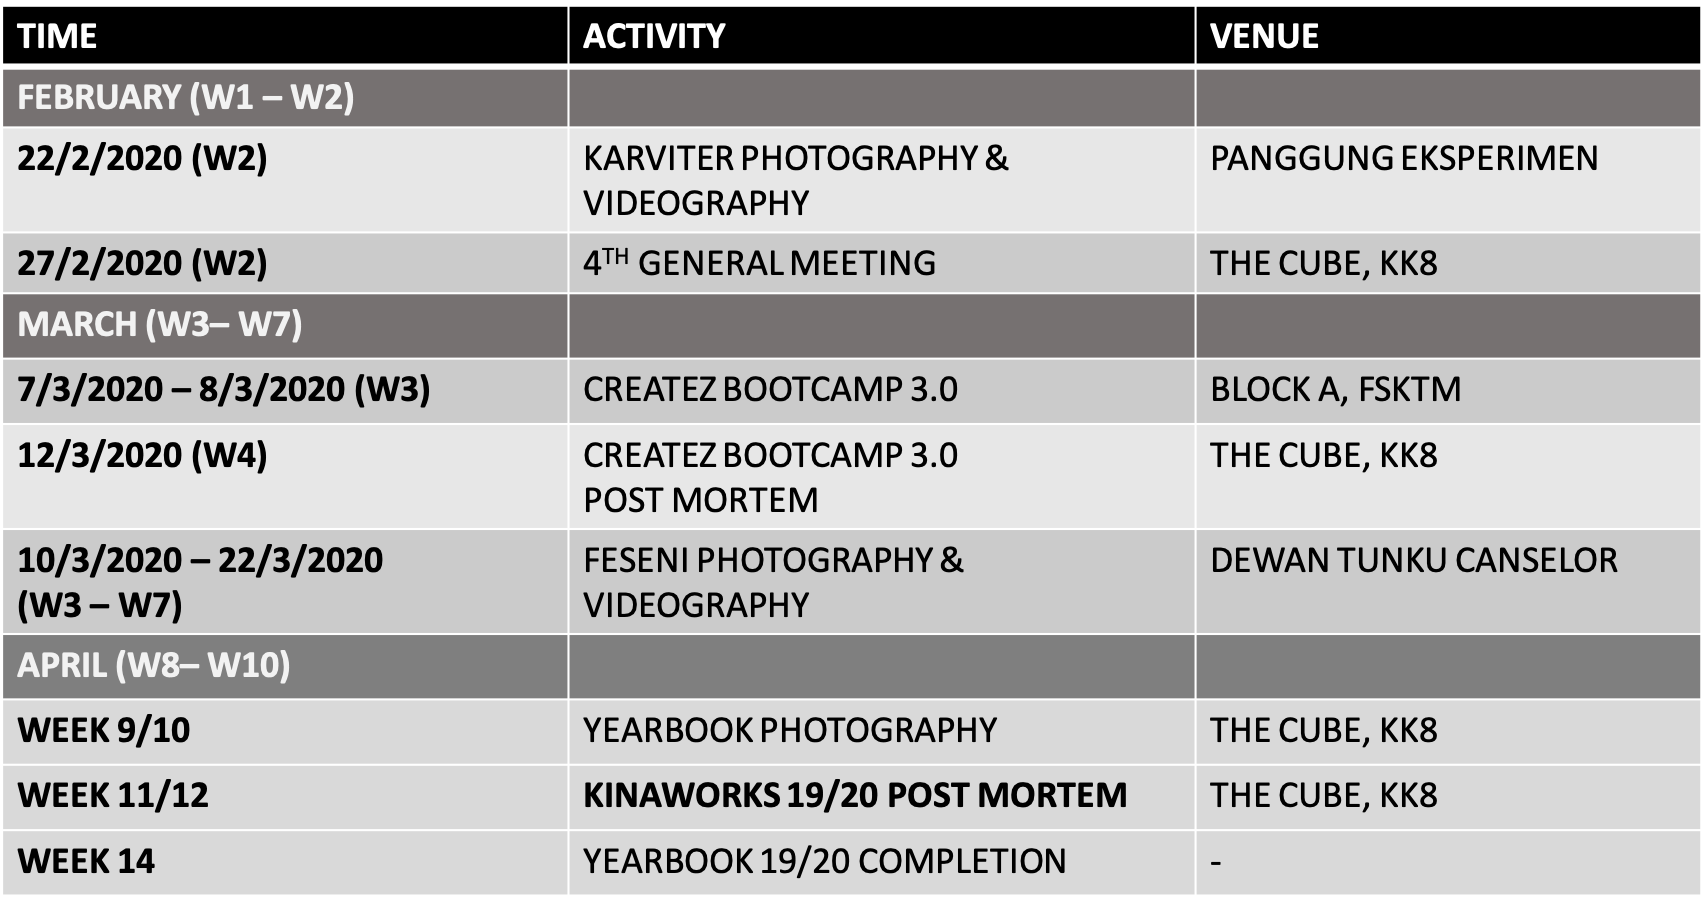 TIME ACTIVITY VENUE
FEBRUARY (W1 – W2)
22/2/2020 (W2) KARVITER PHOTOGRAPHY & PANGGUNG EKSPERIMEN
VIDEOGRAPHY
27/2/2020 (W2) 4TH GENERAL MEETING THE CUBE, KK8
MARCH (W3– W7)
7/3/2020 – 8/3/2020 (W3) CREATEZ BOOTCAMP 3.0 BLOCK A, FSKTM
12/3/2020 (W4) CREATEZ BOOTCAMP 3.0 THE CUBE, KK8
POST MORTEM
10/3/2020 – 22/3/2020 FESENI PHOTOGRAPHY & DEWAN TUNKU CANSELOR
(W3 – W7) VIDEOGRAPHY
APRIL (W8– W10)
WEEK 9/10 YEARBOOK PHOTOGRAPHY THE CUBE, KK8
WEEK 11/12 KINAWORKS 19/20 POST MORTEM THE CUBE, KK8
WEEK 14 YEARBOOK 19/20 COMPLETION -